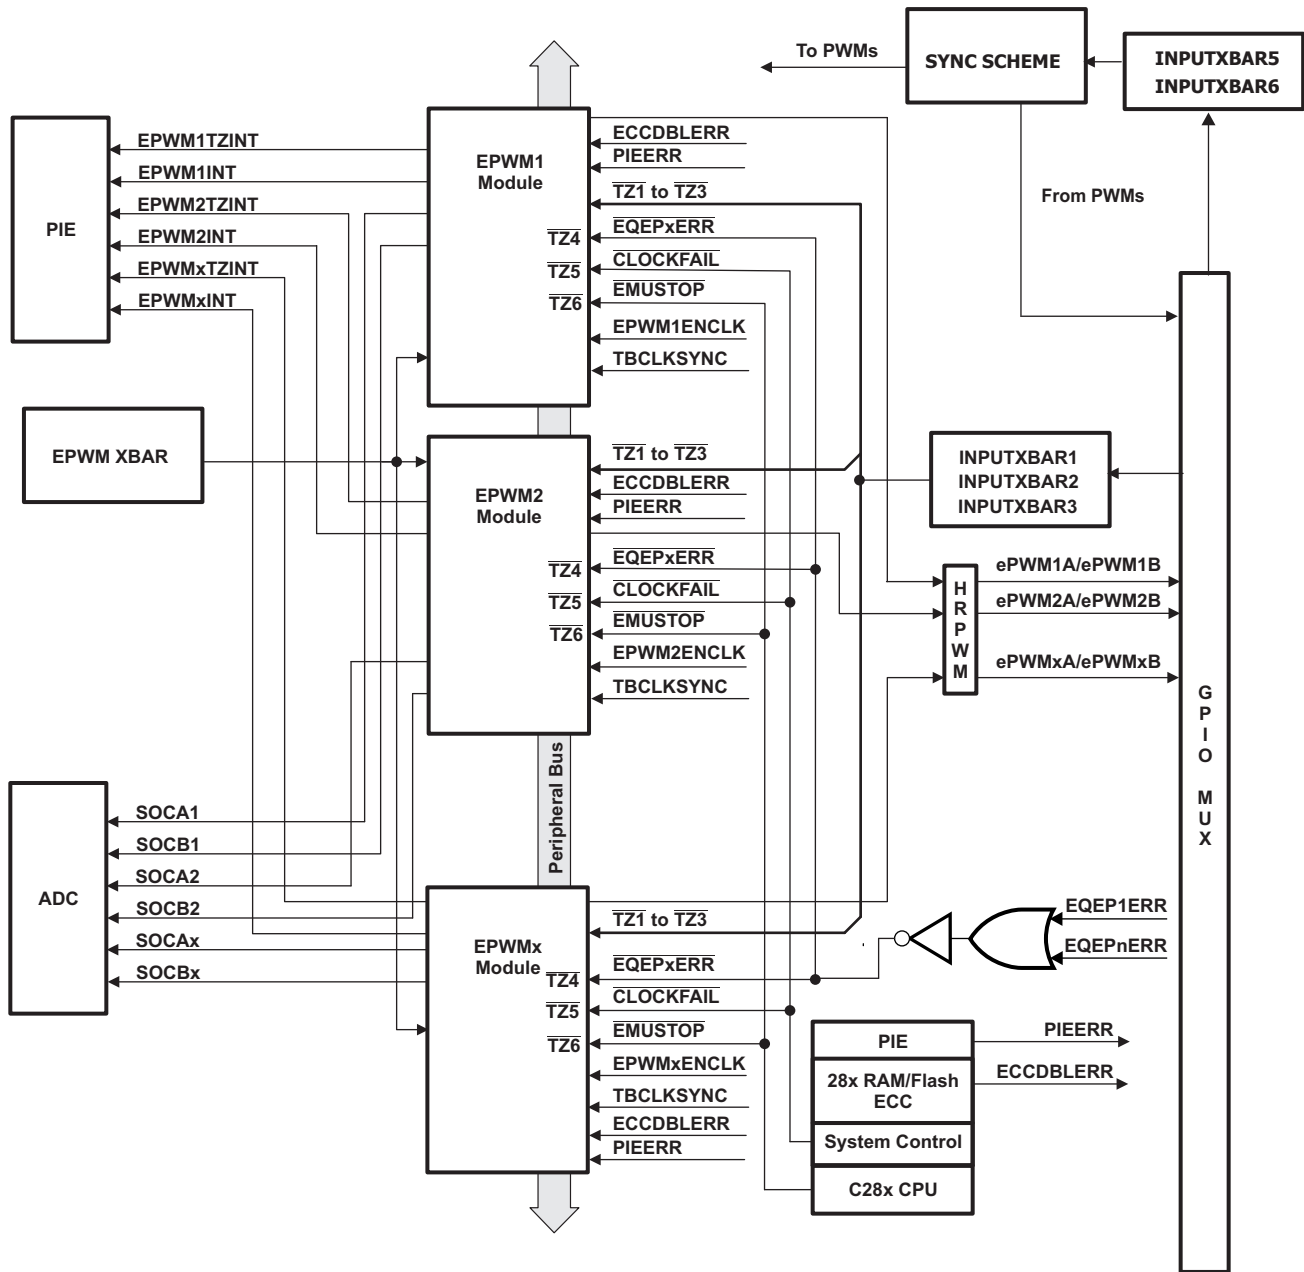 To PWMs
SYNC SCHEME
INPUTXBAR5
INPUTXBAR6
From PWMs
PIE
EPWM1TZINT
EPWM1INT
EPWM2TZINT
EPWM2INT
EPWMxTZINT
EPWMxINT
EPWM1
Module
ECCDBLERR
PIEERR
TZ1 to TZ3
TZ4
EQEPxERR
TZ5
CLOCKFAIL
TZ6
EMUSTOP
EPWM1ENCLK
TBCLKSYNC
EPWM XBAR
EPWM2
Module
TZ1 to TZ3
ECCDBLERR
PIEERR
TZ4
EQEPxERR
TZ5
CLOCKFAIL
TZ6
EMUSTOP
EPWM2ENCLK
TBCLKSYNC
INPUTXBAR1
INPUTXBAR2
INPUTXBAR3
HRPWM
ePWM1A/ePWM1B
ePWM2A/ePWM2B
ePWMxA/ePWMxB
GPIO MUX
Peripheral Bus
ADC
SOCA1
SOCB1
SOCA2
SOCB2
SOCAx
SOCBx
EPWMx
Module
TZ1 to TZ3
TZ4
EQEPxERR
TZ5
CLOCKFAIL
TZ6
EMUSTOP
EPWMxENCLK
TBCLKSYNC
ECCDBLERR
PIEERR
EQEP1ERR
EQEPnERR
PIE
PIEERR
28x RAM/Flash
ECC
ECCDBLERR
System Control
C28x CPU